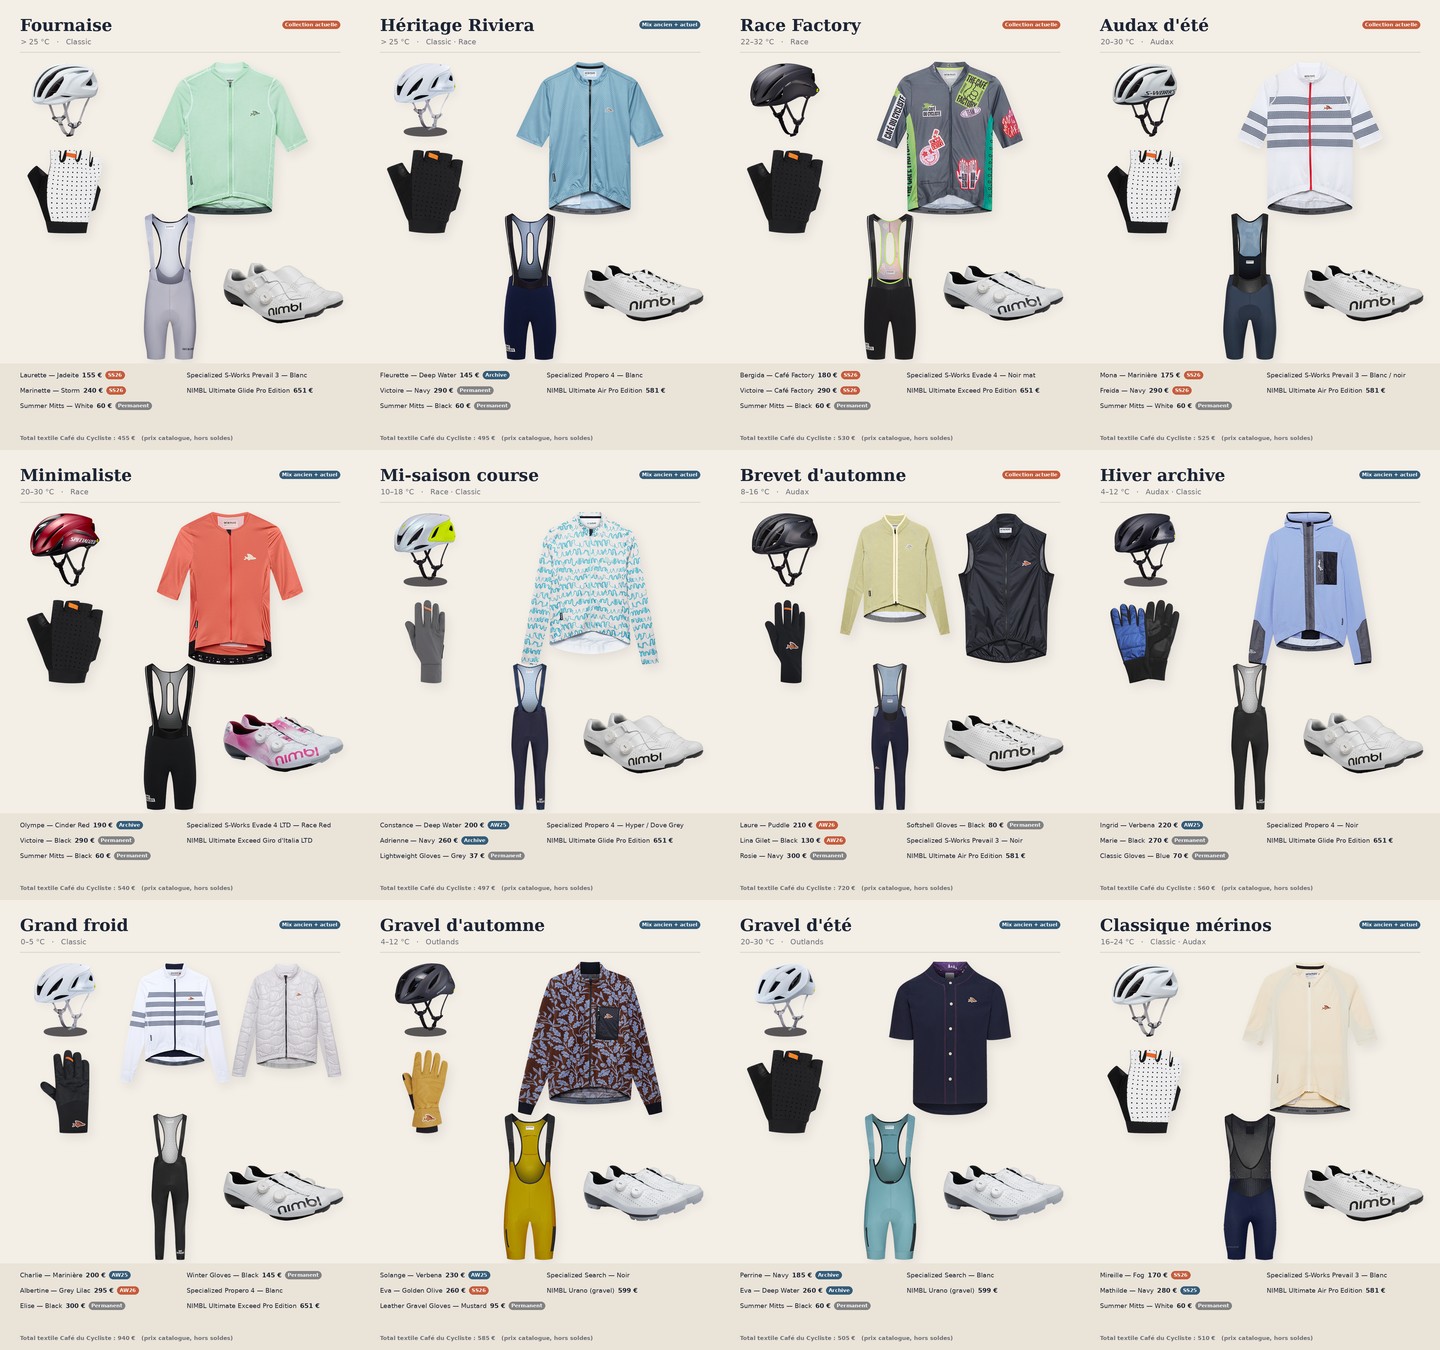 Fournaise
Collection actuelle
> 25 °C · Classic
nimbl
Laurette — Jadeite 155 € SS26
Marinette — Storm 240 € SS26
Summer Mitts — White 60 € Permanent
Specialized S-Works Prevail 3 — Blanc
NIMBL Ultimate Glide Pro Edition 651 €
Total textile Café du Cycliste : 455 € (prix catalogue, hors soldes)
Héritage Riviera
Mix ancien + actuel
> 25 °C · Classic · Race
nimbl
Fleurette — Deep Water 145 € Archive
Victoire — Navy 290 € Permanent
Summer Mitts — Black 60 € Permanent
Specialized Propero 4 — Blanc
NIMBL Ultimate Air Pro Edition 581 €
Total textile Café du Cycliste : 495 € (prix catalogue, hors soldes)
Race Factory
Collection actuelle
22–32 °C · Race
nimbl
Bergida — Café Factory 180 € SS26
Victoire — Café Factory 290 € SS26
Summer Mitts — Black 60 € Permanent
Specialized S-Works Evade 4 — Noir mat
NIMBL Ultimate Exceed Pro Edition 651 €
Total textile Café du Cycliste : 530 € (prix catalogue, hors soldes)
Audax d'été
Collection actuelle
20–30 °C · Audax
S-WORKS
nimbl
Mona — Marinière 175 € SS26
Freida — Navy 290 € SS26
Summer Mitts — White 60 € Permanent
Specialized S-Works Prevail 3 — Blanc / noir
NIMBL Ultimate Air Pro Edition 581 €
Total textile Café du Cycliste : 525 € (prix catalogue, hors soldes)
Minimaliste
Mix ancien + actuel
20–30 °C · Race
SPECIALIZED
nimbl
Olympe — Cinder Red 190 € Archive
Victoire — Black 290 € Permanent
Summer Mitts — Black 60 € Permanent
Specialized S-Works Evade 4 LTD — Race Red
NIMBL Ultimate Exceed Giro d'Italia LTD
Total textile Café du Cycliste : 540 € (prix catalogue, hors soldes)
Mi-saison course
Mix ancien + actuel
10–18 °C · Race · Classic
nimbl
Constance — Deep Water 200 € AW25
Adrienne — Navy 260 € Archive
Lightweight Gloves — Grey 37 € Permanent
Specialized Propero 4 — Hyper / Dove Grey
NIMBL Ultimate Glide Pro Edition 651 €
Total textile Café du Cycliste : 497 € (prix catalogue, hors soldes)
Brevet d'automne
Collection actuelle
8–16 °C · Audax
nimbl
Laure — Puddle 210 € AW26
Lina Gilet — Black 130 € AW26
Rosie — Navy 300 € Permanent
Softshell Gloves — Black 80 € Permanent
Specialized S-Works Prevail 3 — Noir
NIMBL Ultimate Air Pro Edition 581 €
Total textile Café du Cycliste : 720 € (prix catalogue, hors soldes)
Hiver archive
Mix ancien + actuel
4–12 °C · Audax · Classic
nimbl
Ingrid — Verbena 220 € AW25
Marie — Black 270 € Permanent
Classic Gloves — Blue 70 € Permanent
Specialized Propero 4 — Noir
NIMBL Ultimate Glide Pro Edition 651 €
Total textile Café du Cycliste : 560 € (prix catalogue, hors soldes)
Grand froid
Mix ancien + actuel
0–5 °C · Classic
nimbl
Charlie — Marinière 200 € AW25
Albertine — Grey Lilac 295 € AW26
Elise — Black 300 € Permanent
Winter Gloves — Black 145 € Permanent
Specialized Propero 4 — Blanc
NIMBL Ultimate Exceed Pro Edition 651 €
Total textile Café du Cycliste : 940 € (prix catalogue, hors soldes)
Gravel d'automne
Mix ancien + actuel
4–12 °C · Outlands
Solange — Verbena 230 € AW25
Eva — Golden Olive 260 € SS26
Leather Gravel Gloves — Mustard 95 € Permanent
Specialized Search — Noir
NIMBL Urano (gravel) 599 €
Total textile Café du Cycliste : 585 € (prix catalogue, hors soldes)
Gravel d'été
Mix ancien + actuel
20–30 °C · Outlands
Perrine — Navy 185 € Archive
Eva — Deep Water 260 € Archive
Summer Mitts — Black 60 € Permanent
Specialized Search — Blanc
NIMBL Urano (gravel) 599 €
Total textile Café du Cycliste : 505 € (prix catalogue, hors soldes)
Classique mérinos
Mix ancien + actuel
16–24 °C · Classic · Audax
nimbl
Mireille — Fog 170 € SS26
Mathilde — Navy 280 € SS25
Summer Mitts — White 60 € Permanent
Specialized S-Works Prevail 3 — Blanc
NIMBL Ultimate Air Pro Edition 581 €
Total textile Café du Cycliste : 510 € (prix catalogue, hors soldes)